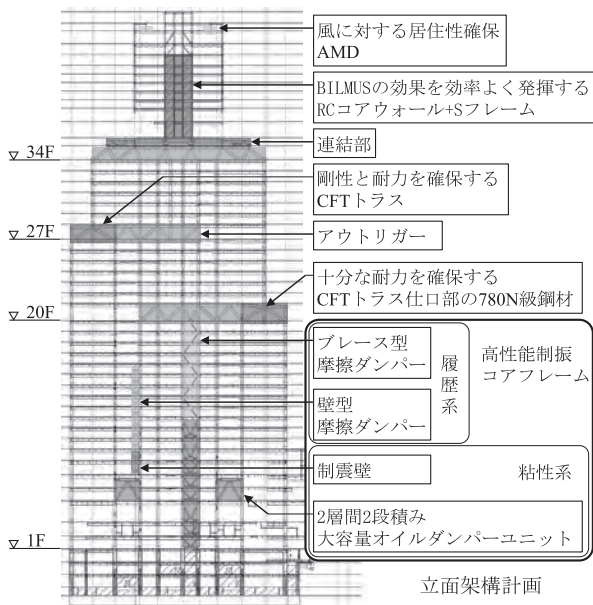 風に対する居住性確保
AMD
BILMUSの効果を効率よく発揮する
RCコアウォール+Sフレーム
連結部
34F
剛性と耐力を確保する
CFTトラス
27F
アウトリガー
十分な耐力を確保する
CFTトラス仕口部の780N級鋼材
20F
ブレース型
摩擦ダンパー
履歴系
高性能制振
コアフレーム
壁型
摩擦ダンパー
制震壁
粘性系
2層間2段積み
大容量オイルダンパーユニット
1F
立面架構計画